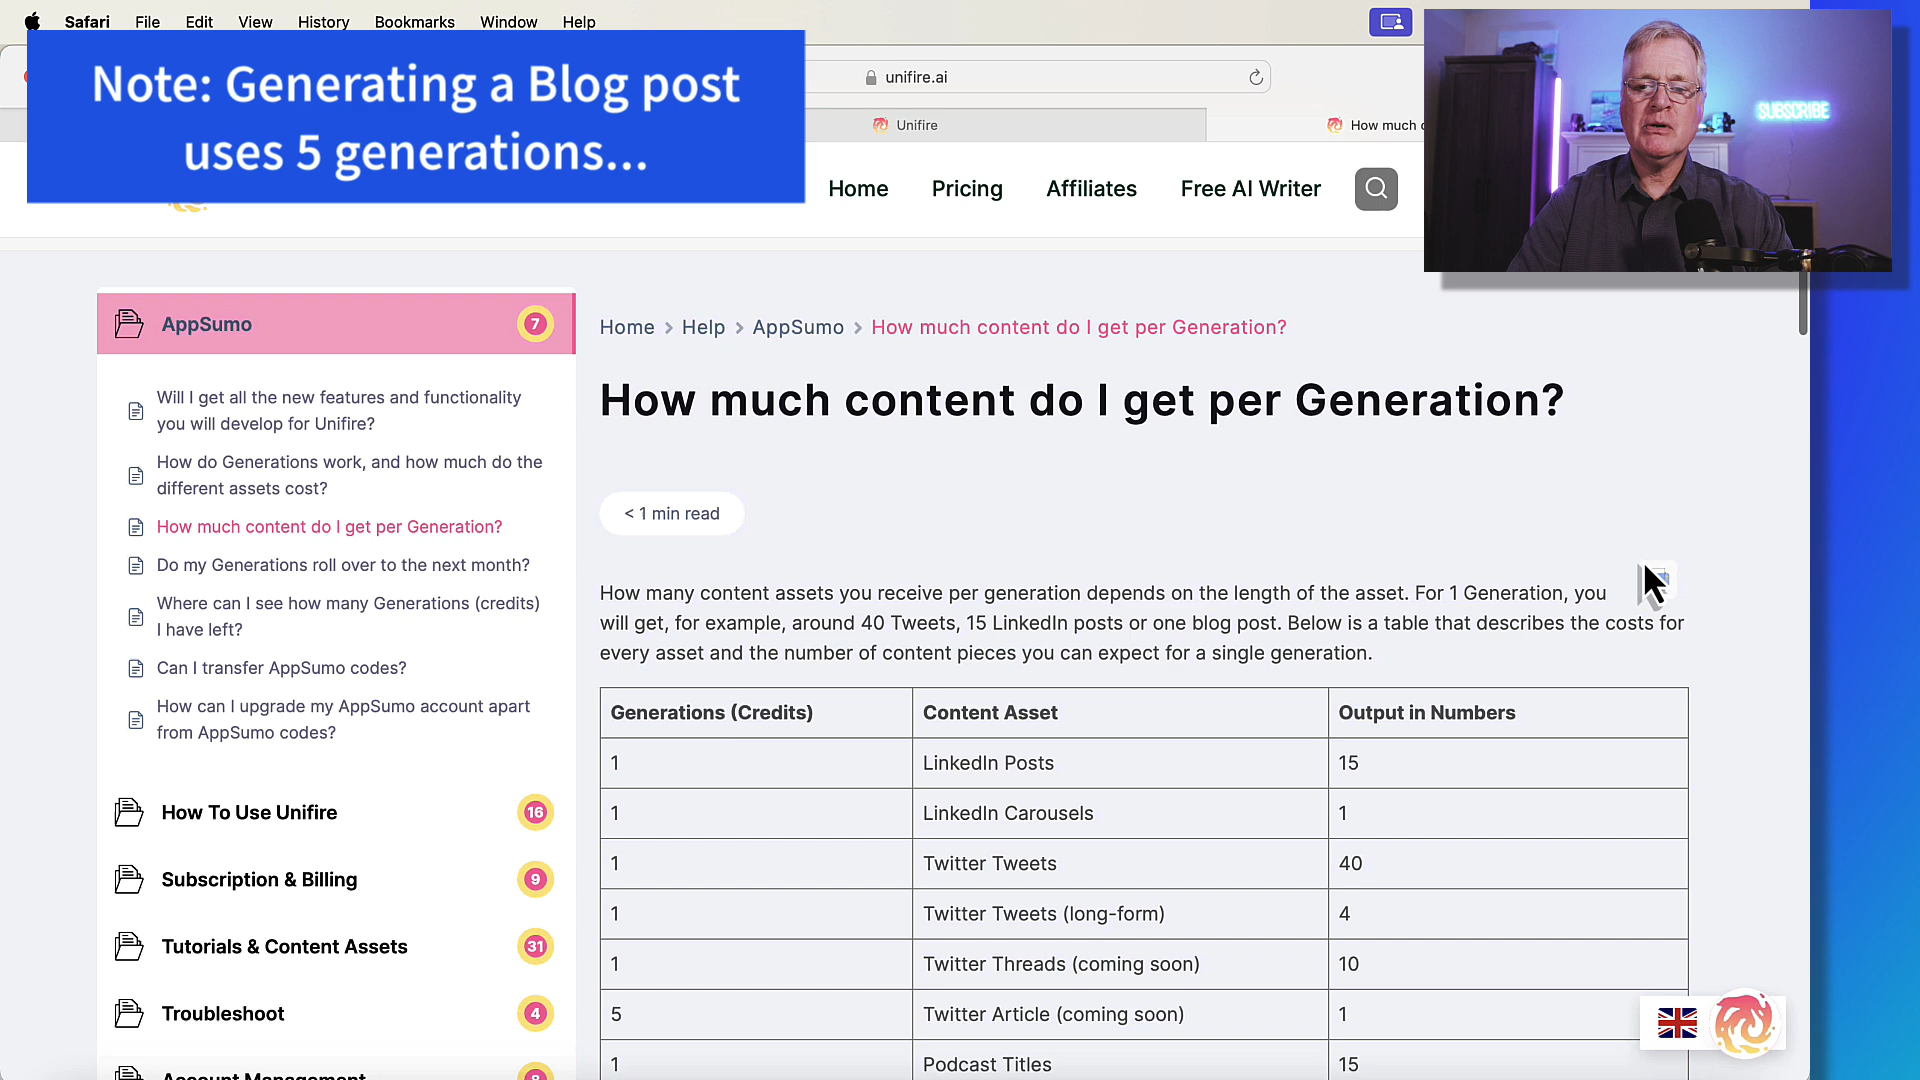 Safari File Edit View History Bookmarks Window Help
Note: Generating a Blog post
uses 5 generations...
unifire.ai
Unifire
How much
Home Pricing Affiliates Free AI Writer
SUBSCRIBE
AppSumo 7
Will I get all the new features and functionality
you will develop for Unifire?
How do Generations work, and how much do the
different assets cost?
How much content do I get per Generation?
Do my Generations roll over to the next month?
Where can I see how many Generations (credits)
I have left?
Can I transfer AppSumo codes?
How can I upgrade my AppSumo account apart
from AppSumo codes?
How To Use Unifire 16
Subscription & Billing 9
Tutorials & Content Assets 31
Troubleshoot 4
Account Management 8
Home > Help > AppSumo > How much content do I get per Generation?
How much content do I get per Generation?
< 1 min read
How many content assets you receive per generation depends on the length of the asset. For 1 Generation, you
will get, for example, around 40 Tweets, 15 LinkedIn posts or one blog post. Below is a table that describes the costs for
every asset and the number of content pieces you can expect for a single generation.
Generations (Credits) Content Asset Output in Numbers
1 LinkedIn Posts 15
1 LinkedIn Carousels 1
1 Twitter Tweets 40
1 Twitter Tweets (long-form) 4
1 Twitter Threads (coming soon) 10
5 Twitter Article (coming soon) 1
1 Podcast Titles 15